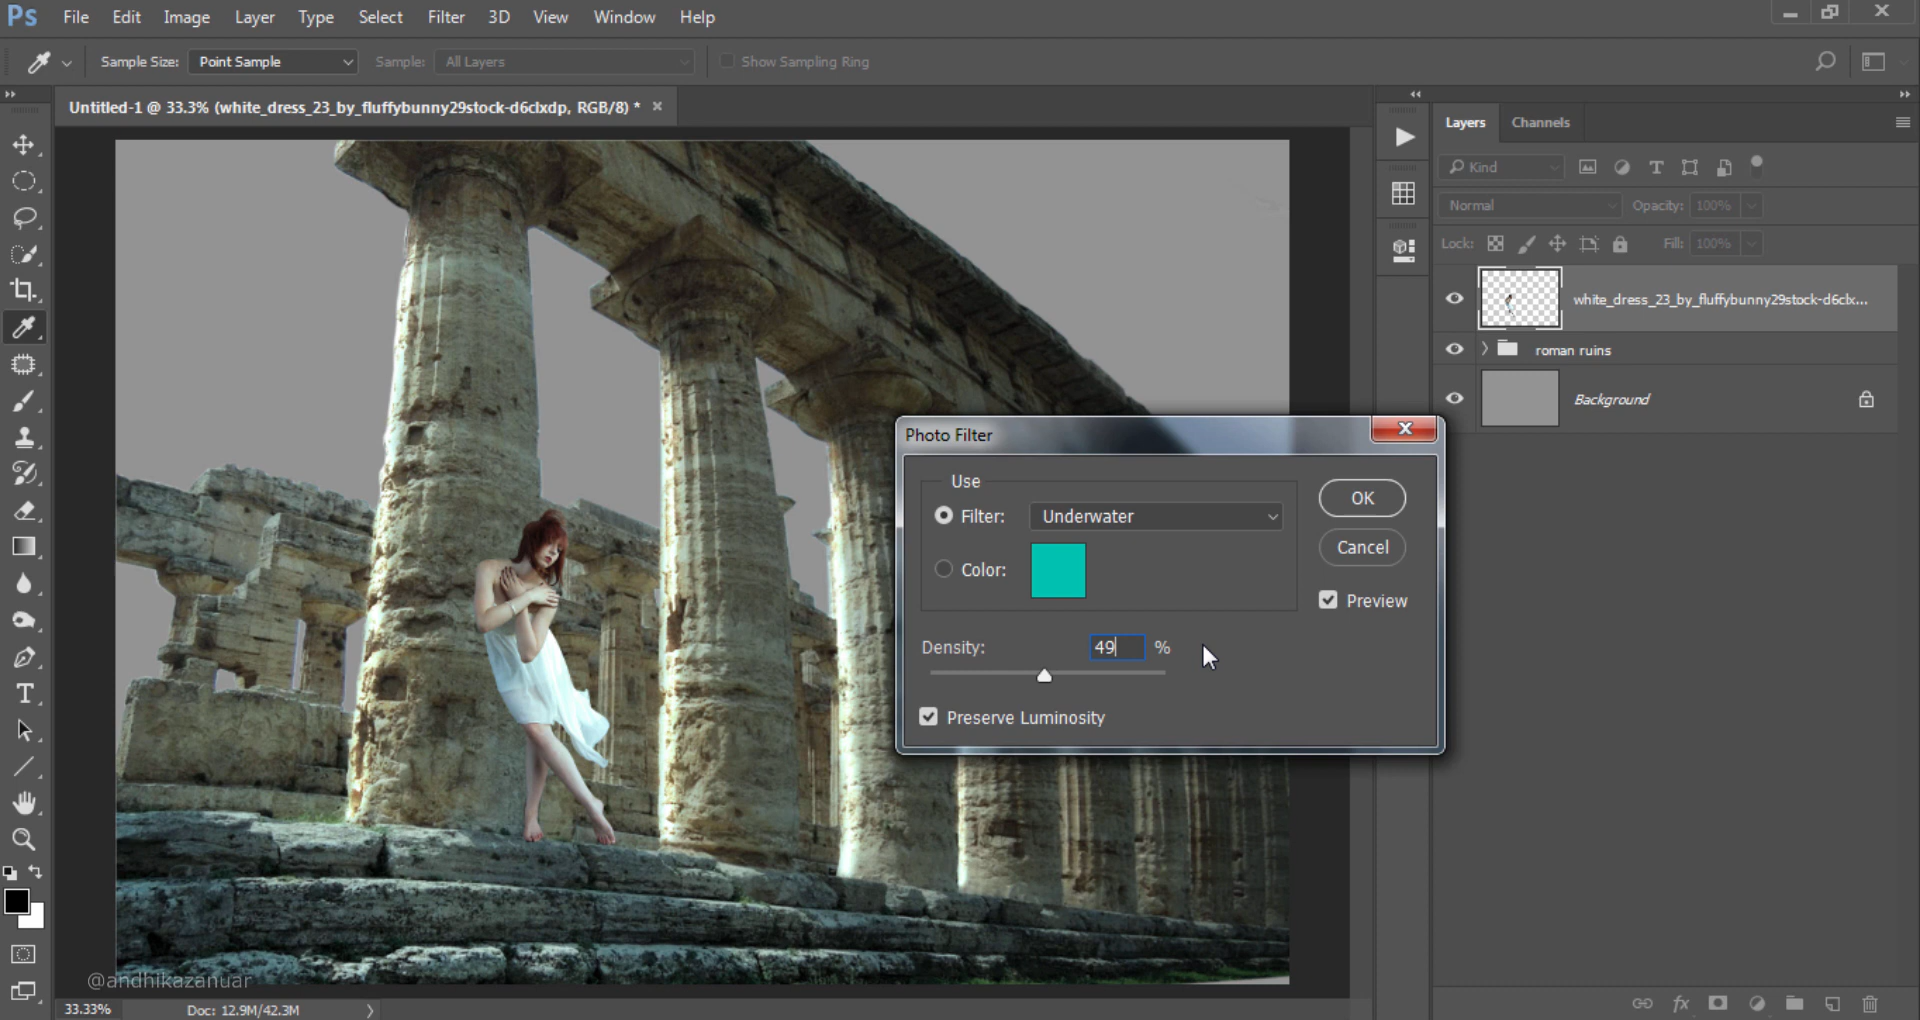 Ps File Edit Image Layer Type Select Filter 3D View Window Help
Sample Size: Point Sample Sample: All Layers Show Sampling Ring
Untitled-1 @ 33.3% (white_dress_23_by_fluffybunny29stock-d6clxdp, RGB/8) *
Layers Channels
Kind
Normal Opacity: 100%
Lock: Fill: 100%
white_dress_23_by_fluffybunny29stock-d6clx...
roman ruins
Background
Photo Filter
Use
Filter: Underwater
Color:
OK
Cancel
Preview
Density: 49 %
Preserve Luminosity
@andhikazanuar
33.33% Doc: 12.9M/42.3M
fx